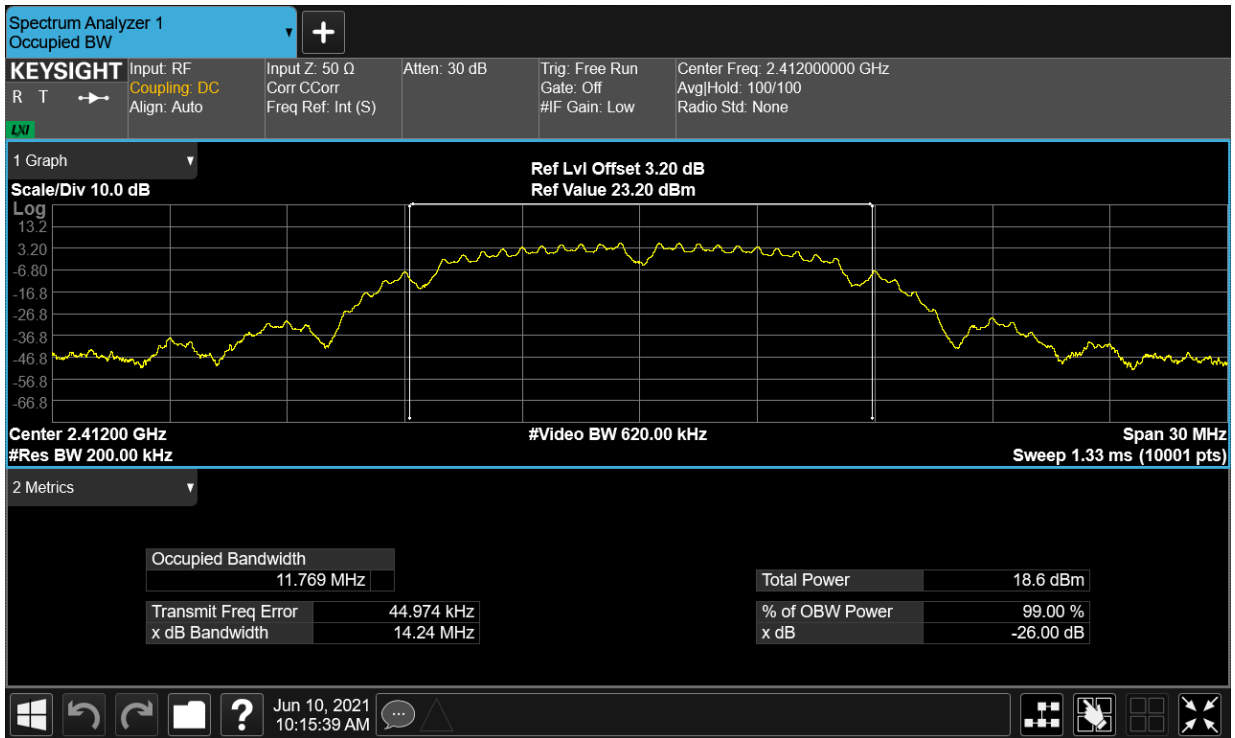 Spectrum Analyzer 1
Occupied BW
KEYSIGHT
R T
LXI
Input: RF
Coupling: DC
Align: Auto
Input Z: 50 Ω
Corr CCorr
Freq Ref: Int (S)
Atten: 30 dB
Trig: Free Run
Gate: Off
#IF Gain: Low
Center Freq: 2.412000000 GHz
Avg|Hold: 100/100
Radio Std: None
1 Graph
Scale/Div 10.0 dB
Ref Lvl Offset 3.20 dB
Ref Value 23.20 dBm
Log
13.2
3.20
-6.80
-16.8
-26.8
-36.8
-46.8
-56.8
-66.8
Center 2.41200 GHz
#Res BW 200.00 kHz
#Video BW 620.00 kHz
Span 30 MHz
Sweep 1.33 ms (10001 pts)
2 Metrics
Occupied Bandwidth
11.769 MHz
Transmit Freq Error 44.974 kHz
x dB Bandwidth 14.24 MHz
Total Power 18.6 dBm
% of OBW Power 99.00 %
x dB -26.00 dB
?
Jun 10, 2021
10:15:39 AM